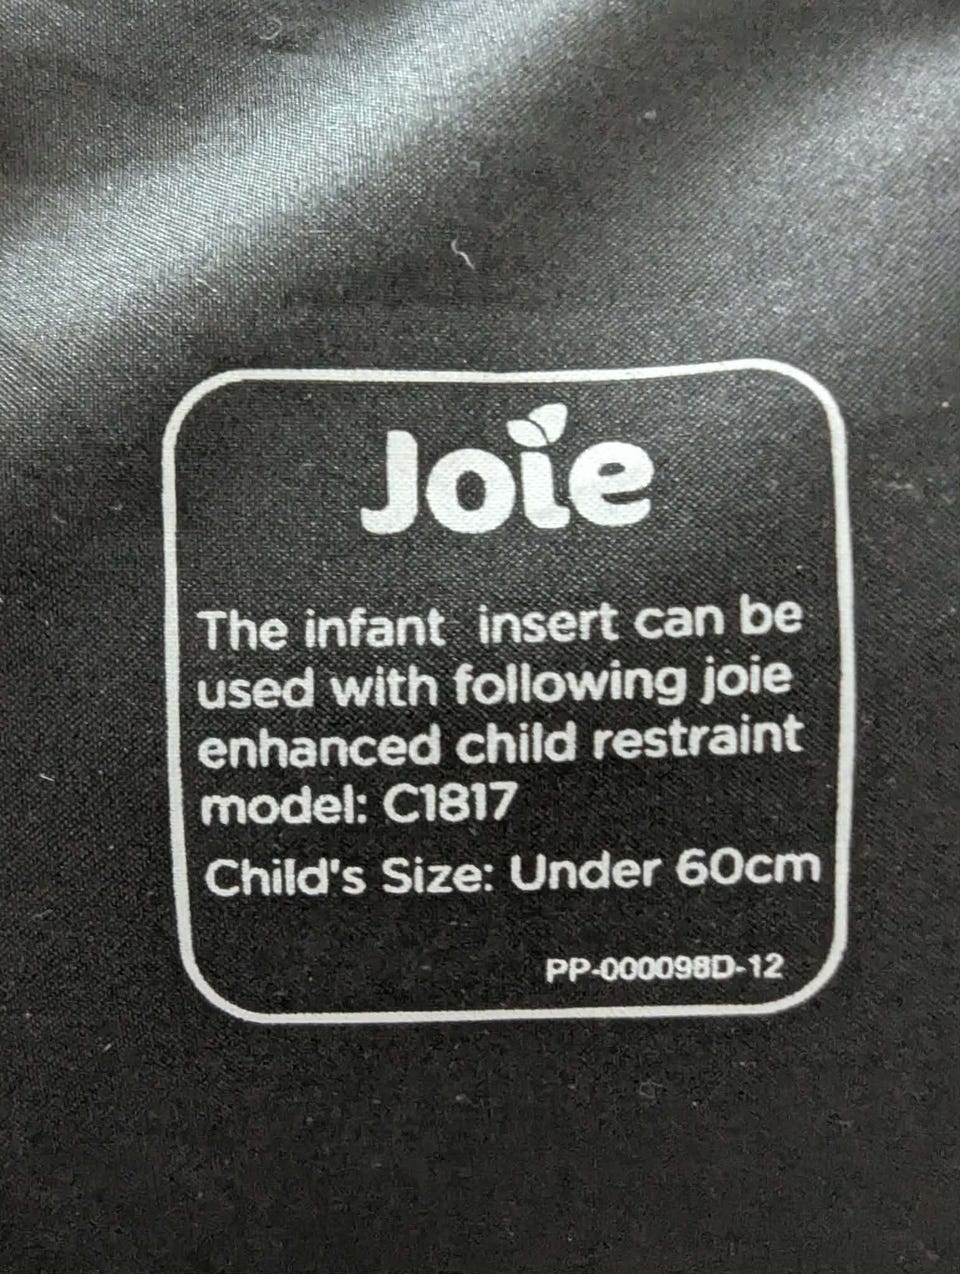 Joie
The infant insert can be
used with following joie
enhanced child restraint
model: C1817
Child's Size: Under 60cm
PP-000098D-12